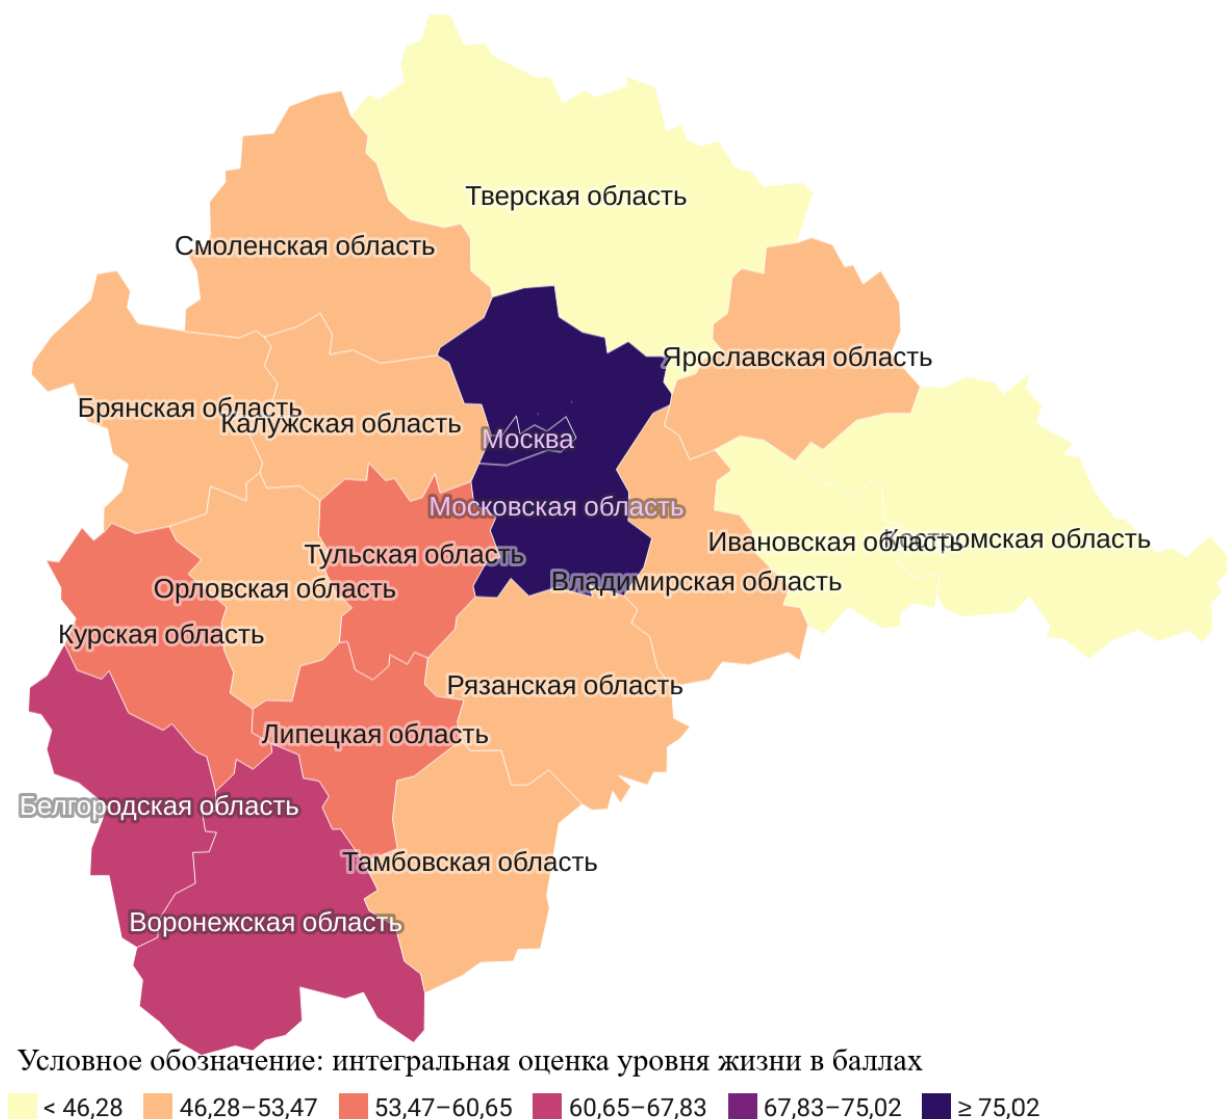 Тверская область
Смоленская область
Ярославская область
Брянская область
Калужская область
Москва
Московская область
Ивановская область
Костромская область
Тульская область
Владимирская область
Орловская область
Курская область
Рязанская область
Липецкая область
Белгородская область
Тамбовская область
Воронежская область
Условное обозначение: интегральная оценка уровня жизни в баллах
< 46,28 46,28–53,47 53,47–60,65 60,65–67,83 67,83–75,02 ≥ 75,02